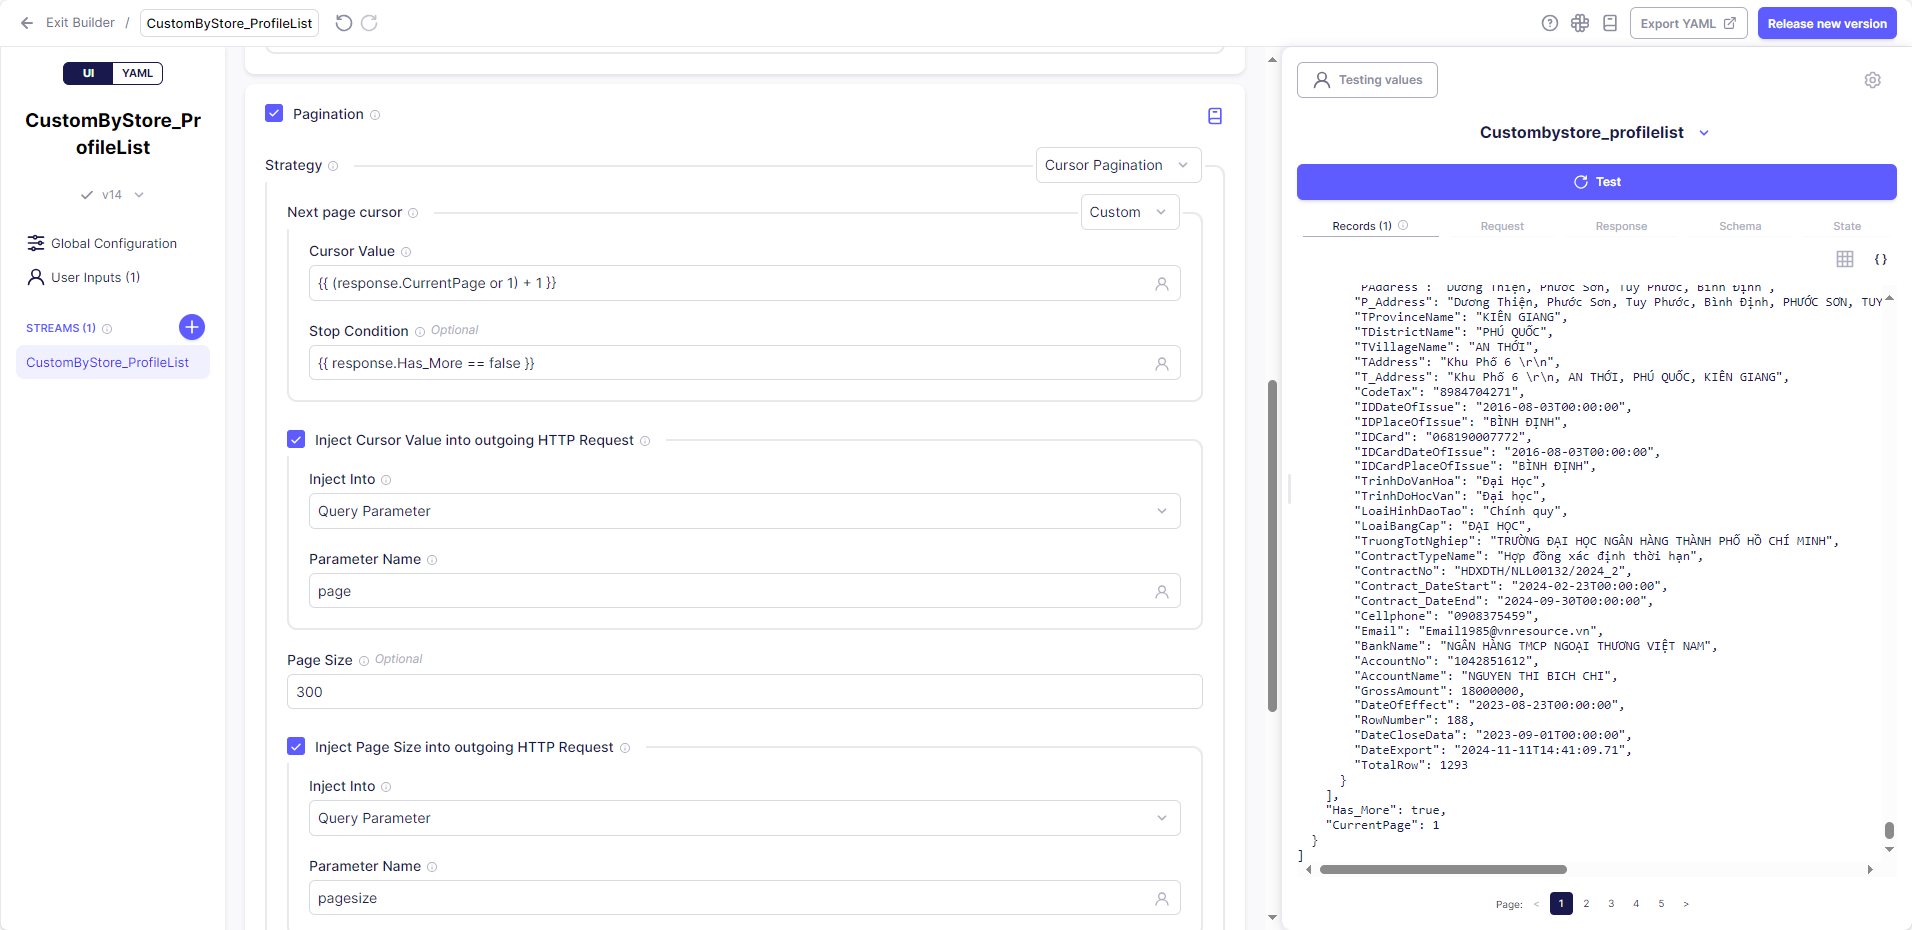 Exit Builder / CustomByStore_ProfileList
Export YAML
Release new version
UI YAML
CustomByStore_Pr
ofileList
v14
Global Configuration
User Inputs (1)
STREAMS (1)
CustomByStore_ProfileList
Pagination
Strategy
Cursor Pagination
Next page cursor
Custom
Cursor Value
{{ (response.CurrentPage or 1) + 1 }}
Stop Condition Optional
{{ response.Has_More == false }}
Inject Cursor Value into outgoing HTTP Request
Inject Into
Query Parameter
Parameter Name
page
Page Size Optional
300
Inject Page Size into outgoing HTTP Request
Inject Into
Query Parameter
Parameter Name
pagesize
Testing values
Custombystore_profilelist
Test
Records (1) Request Response Schema State
{}
"PAddress": "Dương Thiện, Phước Sơn, Tuy Phước, Bình Định",
"P_Address": "Dương Thiện, Phước Sơn, Tuy Phước, Bình Định, PHƯỚC SƠN, TUY
"TProvinceName": "KIÊN GIANG",
"TDistrictName": "PHÚ QUỐC",
"TVillageName": "AN THỚI",
"TAddress": "Khu Phố 6 \r\n",
"T_Address": "Khu Phố 6 \r\n, AN THỚI, PHÚ QUỐC, KIÊN GIANG",
"CodeTax": "8984704271",
"IDDateOfIssue": "2016-08-03T00:00:00",
"IDPlaceOfIssue": "BÌNH ĐỊNH",
"IDCard": "068190007772",
"IDCardDateOfIssue": "2016-08-03T00:00:00",
"IDCardPlaceOfIssue": "BÌNH ĐỊNH",
"TrinhDoVanHoa": "Đại Học",
"TrinhDoHocVan": "Đại học",
"LoaiHinhDaoTao": "Chính quy",
"LoaiBangCap": "ĐẠI HỌC",
"TruongTotNghiep": "TRƯỜNG ĐẠI HỌC NGÂN HÀNG THÀNH PHỐ HỒ CHÍ MINH",
"ContractTypeName": "Hợp đồng xác định thời hạn",
"ContractNo": "HDXDTH/NLL00132/2024_2",
"Contract_DateStart": "2024-02-23T00:00:00",
"Contract_DateEnd": "2024-09-30T00:00:00",
"Cellphone": "0908375459",
"Email": "Email1985@vnresource.vn",
"BankName": "NGÂN HÀNG TMCP NGOẠI THƯƠNG VIỆT NAM",
"AccountNo": "1042851612",
"AccountName": "NGUYEN THI BICH CHI",
"GrossAmount": 18000000,
"DateOfEffect": "2023-08-23T00:00:00",
"RowNumber": 188,
"DateCloseData": "2023-09-01T00:00:00",
"DateExport": "2024-11-11T14:41:09.71",
"TotalRow": 1293
}
],
"Has_More": true,
"CurrentPage": 1
}
]
Page: < 1 2 3 4 5 >